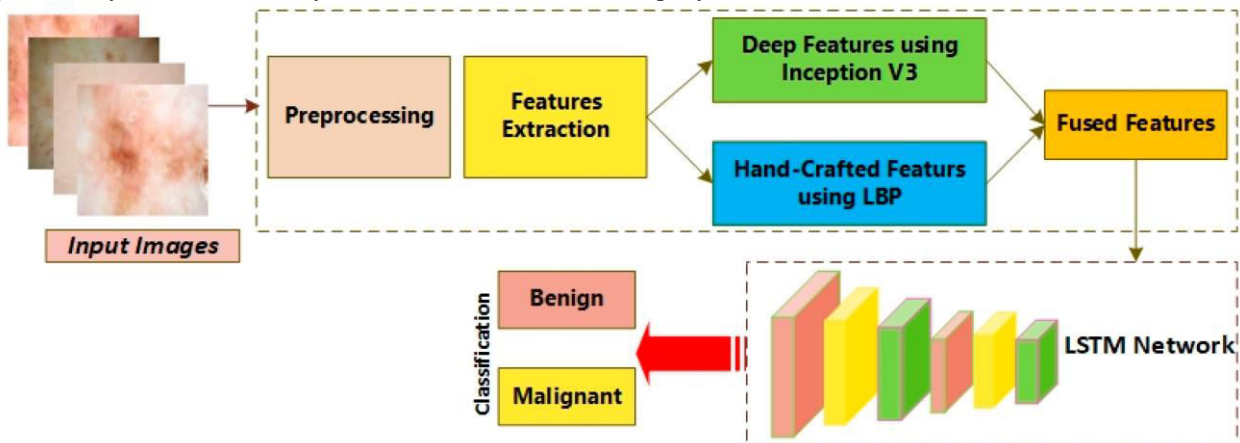 Input Images
Preprocessing
Features
Extraction
Deep Features using
Inception V3
Hand-Crafted Featurs
using LBP
Fused Features
LSTM Network
Classification
Benign
Malignant